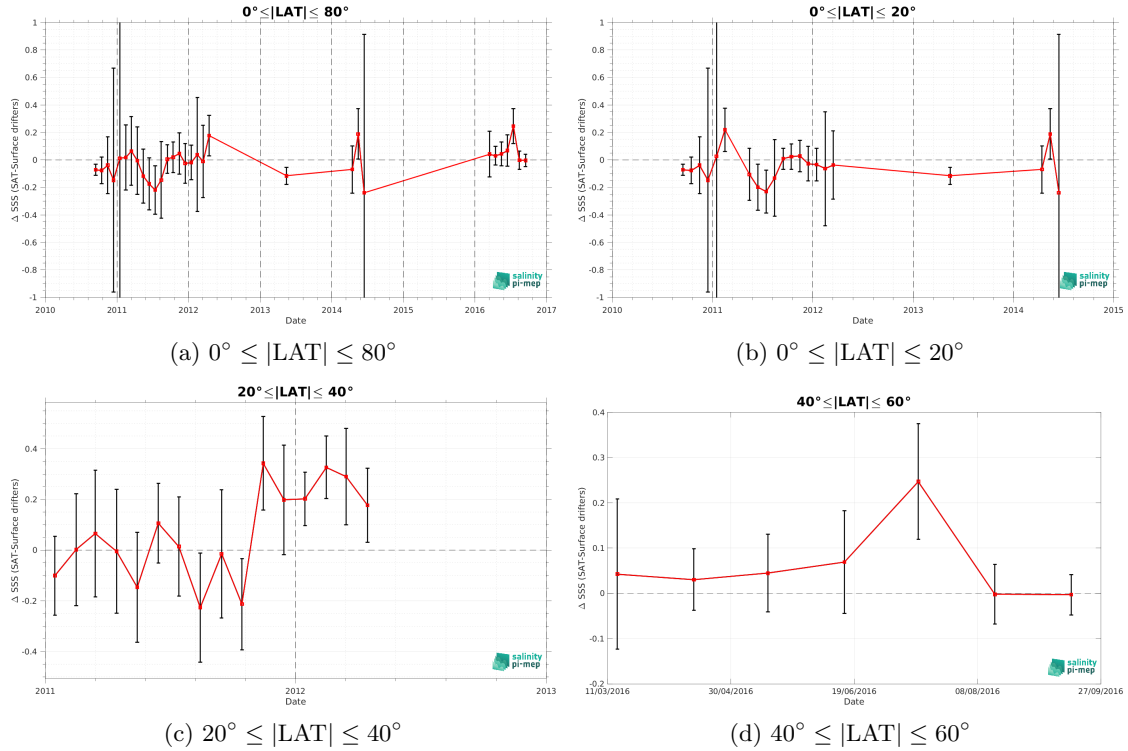 0°≤|LAT|≤ 80°
Δ SSS (SAT-Surface drifters)
1
0.8
0.6
0.4
0.2
0
-0.2
-0.4
-0.6
-0.8
-1
2010
2011
2012
2013
2014
2015
2016
2017
Date
salinity
pi-mep
(a) 0° ≤ |LAT| ≤ 80°
0°≤|LAT|≤ 20°
Δ SSS (SAT-Surface drifters)
1
0.8
0.6
0.4
0.2
0
-0.2
-0.4
-0.6
-0.8
-1
2010
2011
2012
2013
2014
2015
Date
salinity
pi-mep
(b) 0° ≤ |LAT| ≤ 20°
20°≤|LAT|≤ 40°
Δ SSS (SAT-Surface drifters)
0.4
0.2
0
-0.2
-0.4
2011
2012
2013
Date
salinity
pi-mep
(c) 20° ≤ |LAT| ≤ 40°
40°≤|LAT|≤ 60°
Δ SSS (SAT-Surface drifters)
0.4
0.3
0.2
0.1
0
-0.1
-0.2
11/03/2016
30/04/2016
19/06/2016
08/08/2016
27/09/2016
Date
salinity
pi-mep
(d) 40° ≤ |LAT| ≤ 60°